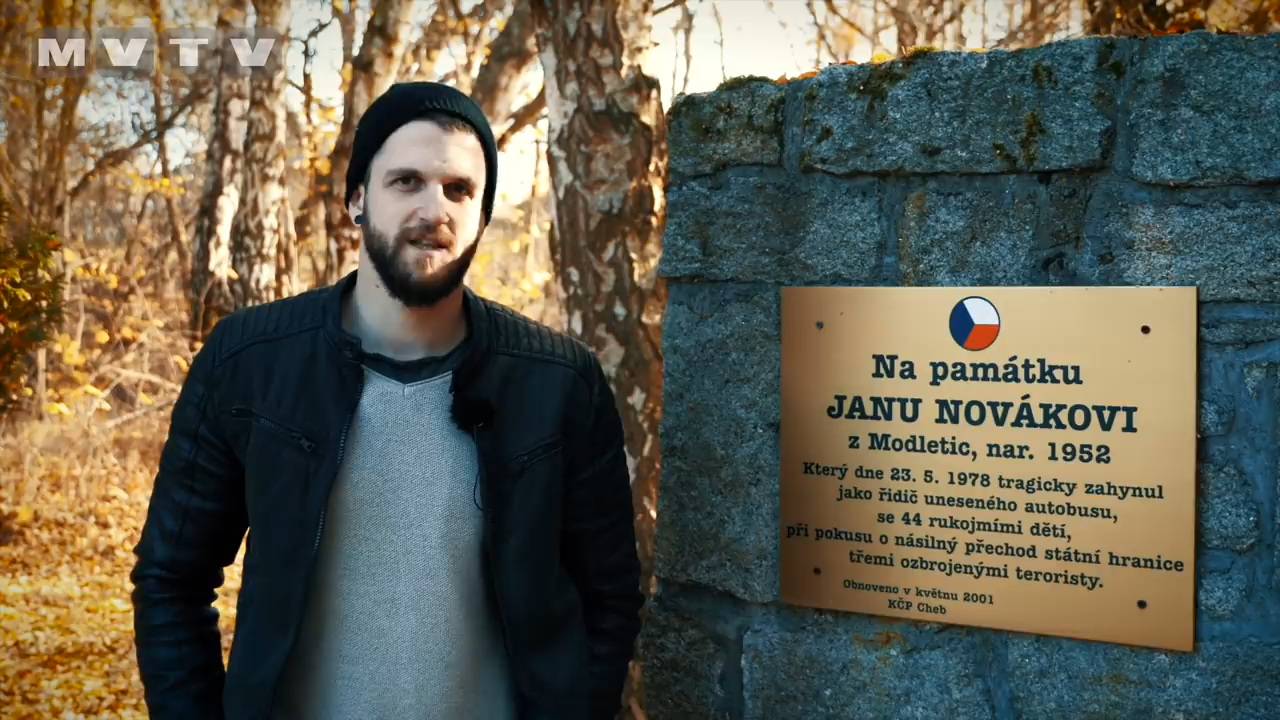 MVTV
Na památku
JANU NOVÁKOVI
z Modletic, nar. 1952
Který dne 23. 5. 1978 tragicky zahynul
jako řidič uneseného autobusu,
se 44 rukojmími dětí,
při pokusu o násilný přechod státní hranice
třemi ozbrojenými teroristy.
Obnoveno v květnu 2001
KČP Cheb